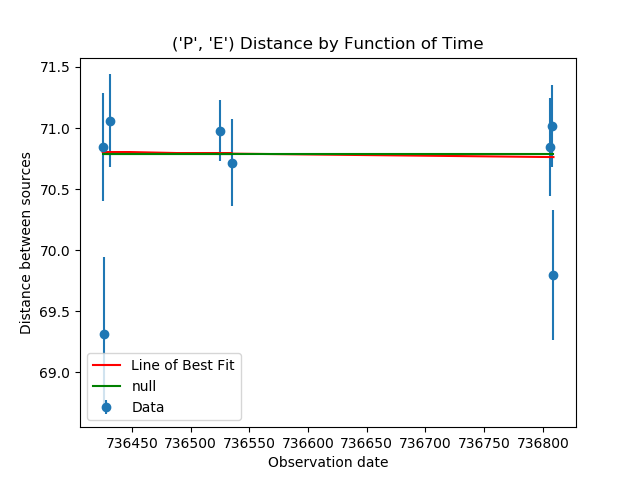 ('P', 'E') Distance by Function of Time
71.5
71.0
70.5
70.0
69.5
69.0
Distance between sources
Line of Best Fit
null
Data
736450 736500 736550 736600 736650 736700 736750 736800
Observation date